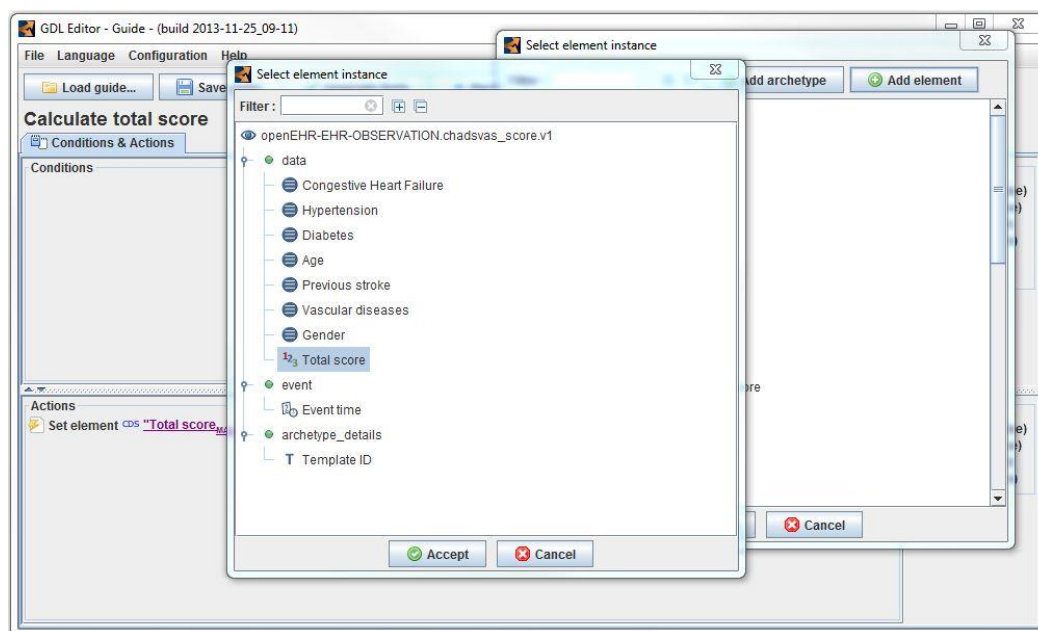 GDL Editor - Guide - (build 2013-11-25_09-11)
File Language Configuration Help
Load guide... Save
Calculate total score
Conditions & Actions
Conditions
Actions
Set element CDS "Total score
Select element instance
Add archetype Add element
Cancel
Select element instance
Filter :
openEHR-EHR-OBSERVATION.chadsvas_score.v1
data
Congestive Heart Failure
Hypertension
Diabetes
Age
Previous stroke
Vascular diseases
Gender
123 Total score
event
Event time
archetype_details
T Template ID
Accept Cancel